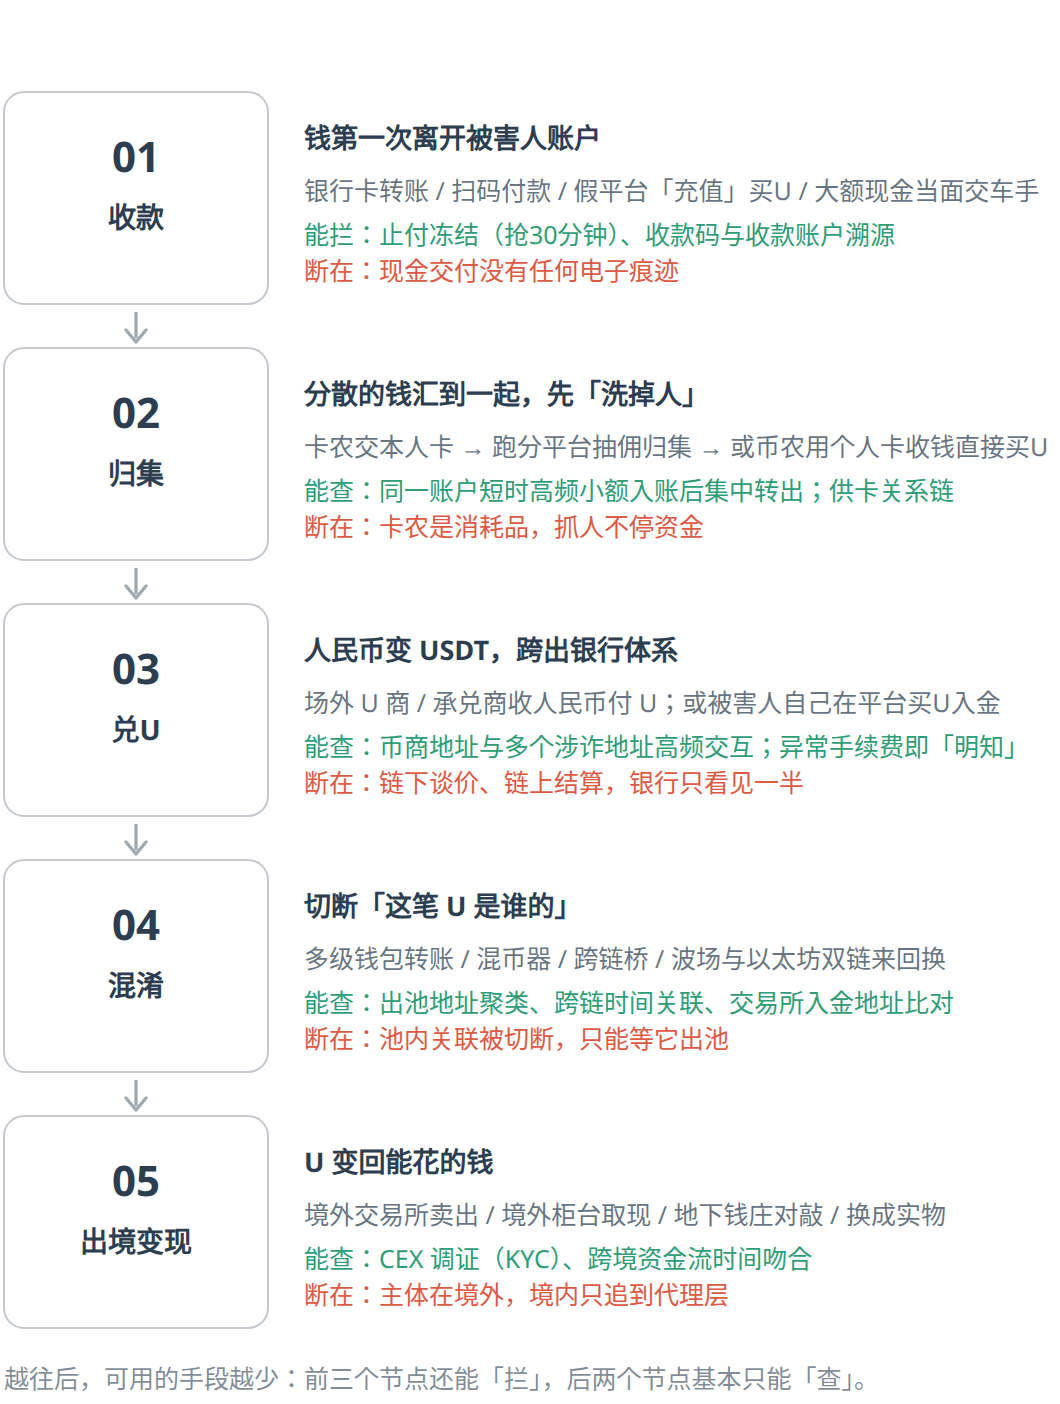 01
收款
钱第一次离开被害人账户
银行卡转账 / 扫码付款 / 假平台「充值」买U / 大额现金当面交车手
能拦：止付冻结（抢30分钟）、收款码与收款账户溯源
断在：现金交付没有任何电子痕迹
02
归集
分散的钱汇到一起，先「洗掉人」
卡农交本人卡 → 跑分平台抽佣归集 → 或币农用个人卡收钱直接买U
能查：同一账户短时高频小额入账后集中转出；供卡关系链
断在：卡农是消耗品，抓人不停资金
03
兑U
人民币变 USDT，跨出银行体系
场外 U 商 / 承兑商收人民币付 U；或被害人自己在平台买U入金
能查：币商地址与多个涉诈地址高频交互；异常手续费即「明知」
断在：链下谈价、链上结算，银行只看见一半
04
混淆
切断「这笔 U 是谁的」
多级钱包转账 / 混币器 / 跨链桥 / 波场与以太坊双链来回换
能查：出池地址聚类、跨链时间关联、交易所入金地址比对
断在：池内关联被切断，只能等它出池
05
出境变现
U 变回能花的钱
境外交易所卖出 / 境外柜台取现 / 地下钱庄对敲 / 换成实物
能查：CEX 调证（KYC）、跨境资金流时间吻合
断在：主体在境外，境内只追到代理层
越往后，可用的手段越少：前三个节点还能「拦」，后两个节点基本只能「查」。